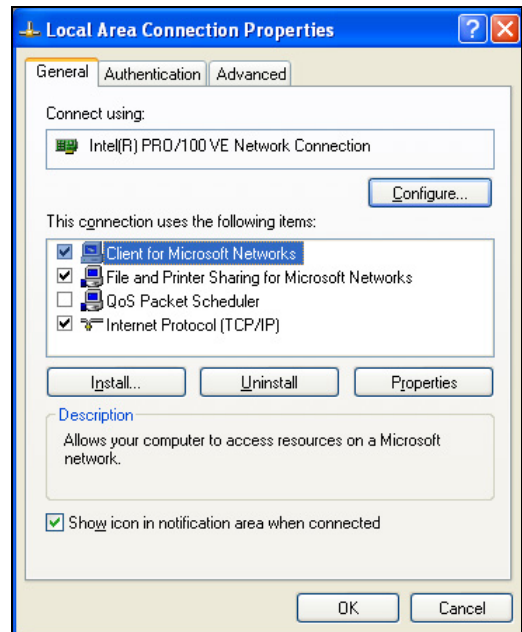 Local Area Connection Properties
General Authentication Advanced
Connect using:
Intel(R) PRO/100 VE Network Connection
Configure...
This connection uses the following items:
Client for Microsoft Networks
File and Printer Sharing for Microsoft Networks
QoS Packet Scheduler
Internet Protocol (TCP/IP)
Install... Uninstall Properties
Description
Allows your computer to access resources on a Microsoft
network.
Show icon in notification area when connected
OK Cancel